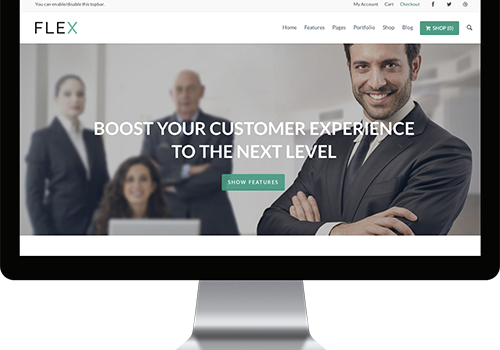 You can enable/disable this topbar.
My Account Cart Checkout
FLEX
Home Features Pages Portfolio Shop Blog SHOP (0)
BOOST YOUR CUSTOMER EXPERIENCE
TO THE NEXT LEVEL
SHOW FEATURES